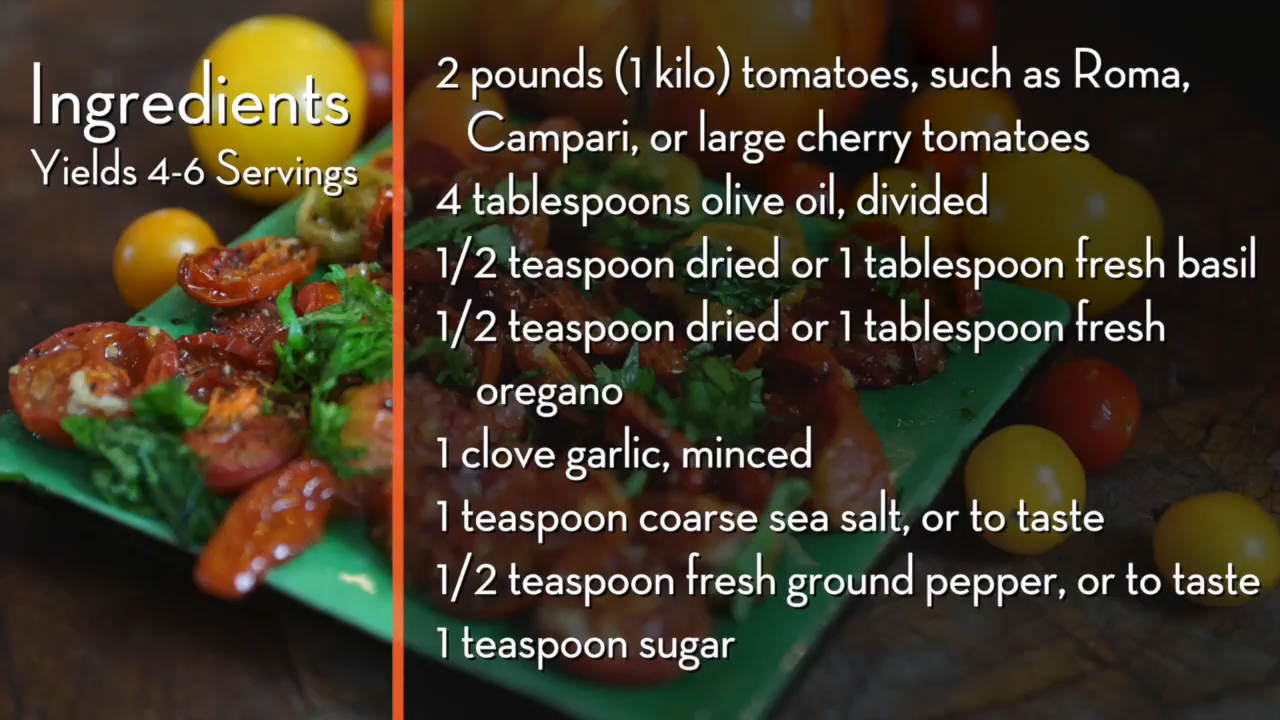 Ingredients
Yields 4-6 Servings
2 pounds (1 kilo) tomatoes, such as Roma,
Campari, or large cherry tomatoes
4 tablespoons olive oil, divided
1/2 teaspoon dried or 1 tablespoon fresh basil
1/2 teaspoon dried or 1 tablespoon fresh
oregano
1 clove garlic, minced
1 teaspoon coarse sea salt, or to taste
1/2 teaspoon fresh ground pepper, or to taste
1 teaspoon sugar